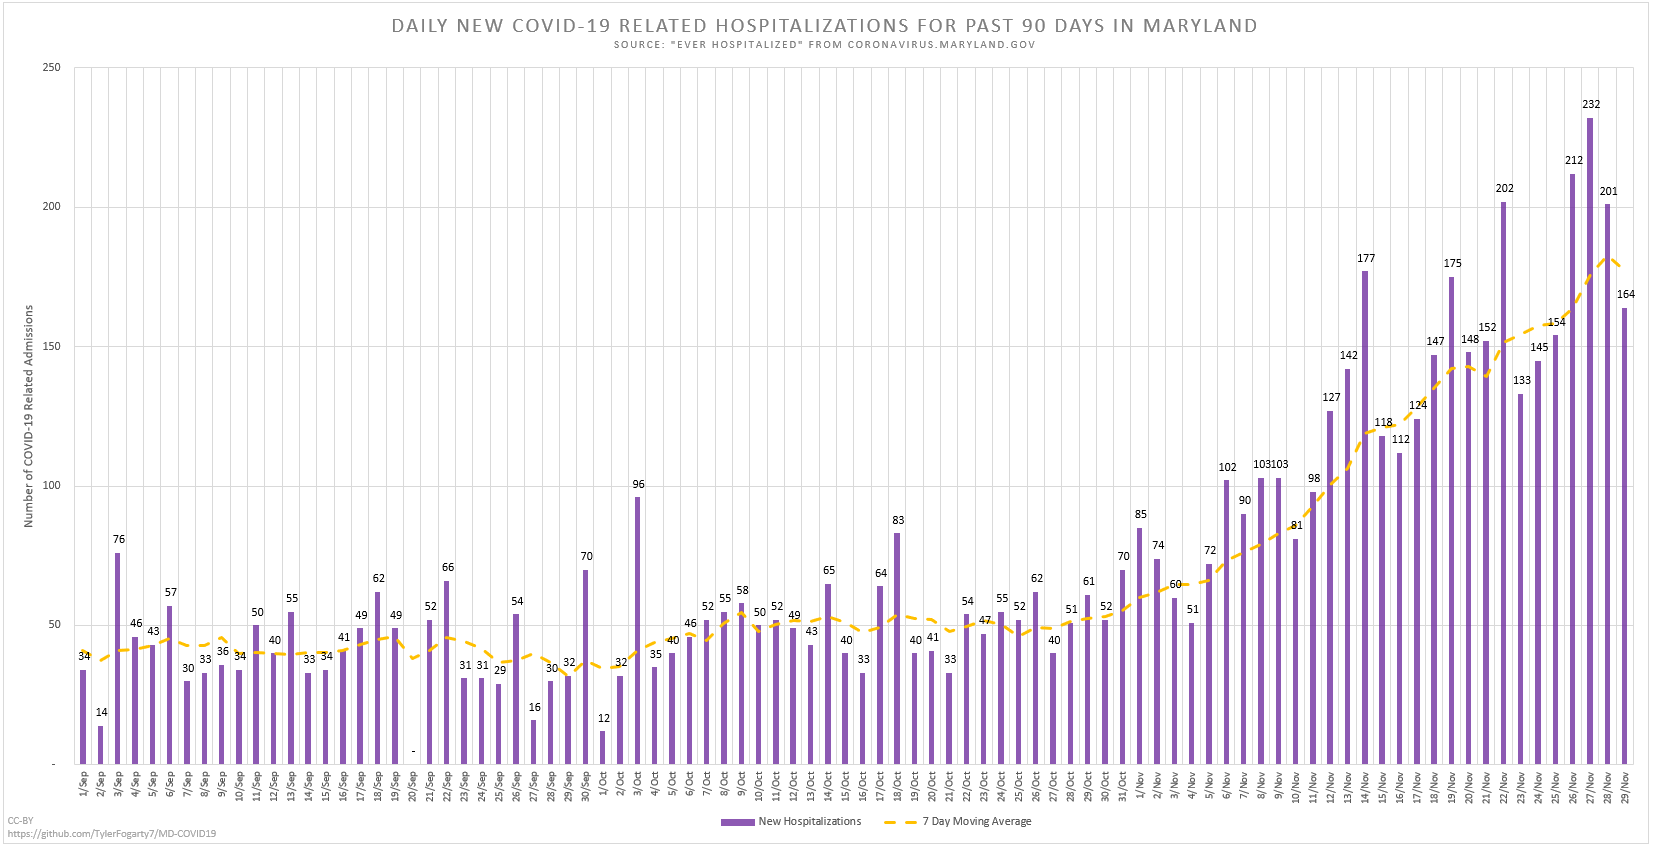 DAILY NEW COVID-19 RELATED HOSPITALIZATIONS FOR PAST 90 DAYS IN MARYLAND
SOURCE: "EVER HOSPITALIZED" FROM CORONAVIRUS.MARYLAND.GOV
Number of COVID-19 Related Admissions
250
200
150
100
50
-
34 14 76 46 43 57 30 33 36 34 50 40 55 33 34 41 49 62 49 - 52 66 31 31 29 54 16 30 32 70 12 32 96 35 40 46 52 55 58 50 52 49 43 65 40 33 64 83 40 41 33 54 47 55 52 62 40 51 61 52 70 85 74 60 51 72 102 90 103 103 81 98 127 142 177 118 112 124 147 175 148 152 202 133 145 154 212 232 201 164
1/Sep 2/Sep 3/Sep 4/Sep 5/Sep 6/Sep 7/Sep 8/Sep 9/Sep 10/Sep 11/Sep 12/Sep 13/Sep 14/Sep 15/Sep 16/Sep 17/Sep 18/Sep 19/Sep 20/Sep 21/Sep 22/Sep 23/Sep 24/Sep 25/Sep 26/Sep 27/Sep 28/Sep 29/Sep 30/Sep 1/Oct 2/Oct 3/Oct 4/Oct 5/Oct 6/Oct 7/Oct 8/Oct 9/Oct 10/Oct 11/Oct 12/Oct 13/Oct 14/Oct 15/Oct 16/Oct 17/Oct 18/Oct 19/Oct 20/Oct 21/Oct 22/Oct 23/Oct 24/Oct 25/Oct 26/Oct 27/Oct 28/Oct 29/Oct 30/Oct 31/Oct 1/Nov 2/Nov 3/Nov 4/Nov 5/Nov 6/Nov 7/Nov 8/Nov 9/Nov 10/Nov 11/Nov 12/Nov 13/Nov 14/Nov 15/Nov 16/Nov 17/Nov 18/Nov 19/Nov 20/Nov 21/Nov 22/Nov 23/Nov 24/Nov 25/Nov 26/Nov 27/Nov 28/Nov 29/Nov
New Hospitalizations
7 Day Moving Average
CC-BY
https://github.com/TylerFogarty7/MD-COVID19